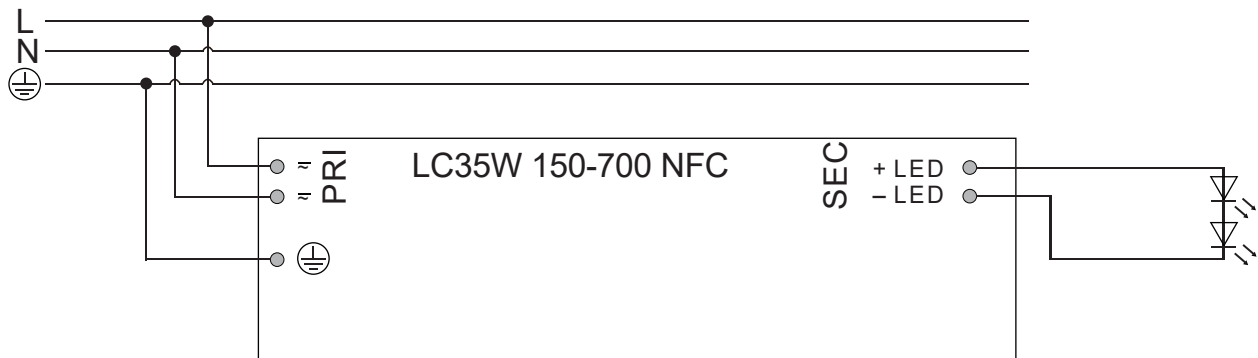 L
N
LC35W 150-700 NFC
PRI
SEC
+ LED
– LED